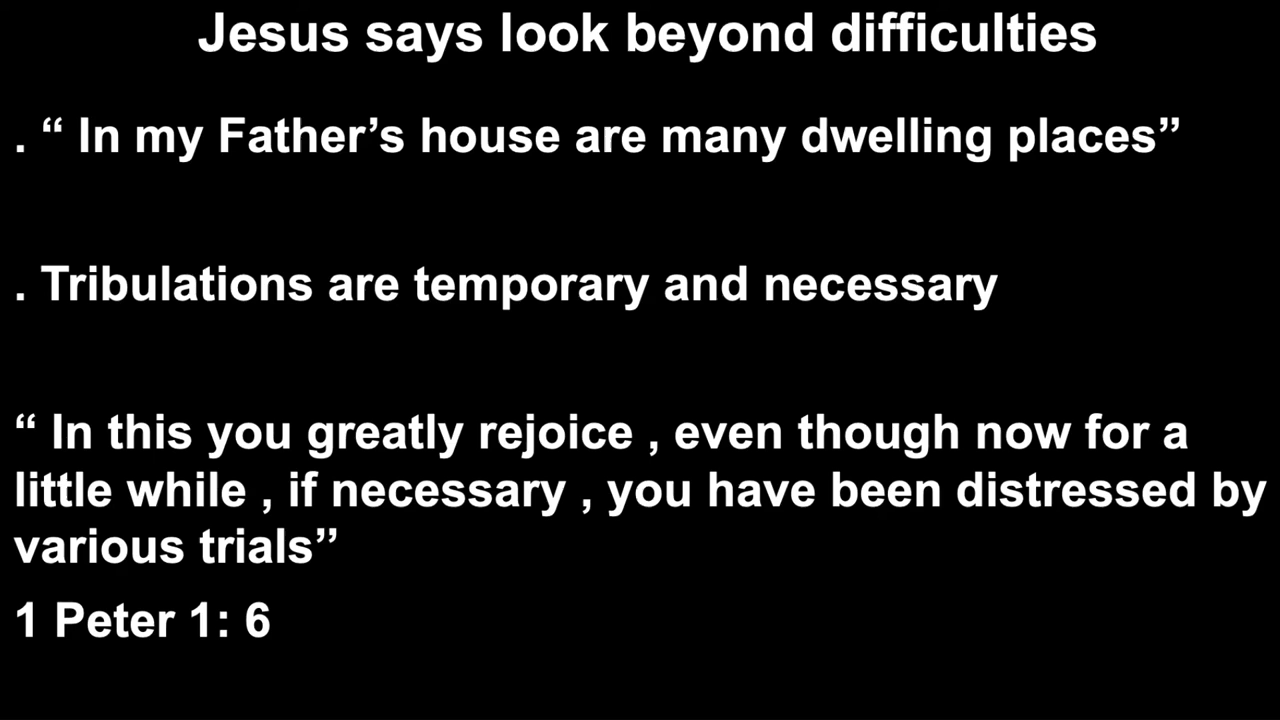 Jesus says look beyond difficulties
. “ In my Father’s house are many dwelling places”
. Tribulations are temporary and necessary
“ In this you greatly rejoice , even though now for a
little while , if necessary , you have been distressed by
various trials’’
1 Peter 1: 6